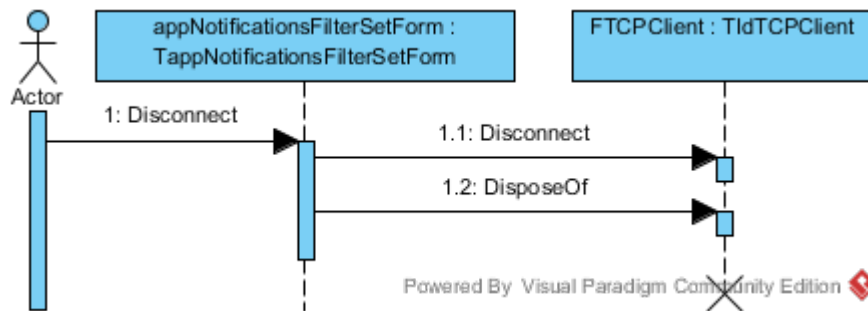 appNotificationsFilterSetForm :
TappNotificationsFilterSetForm
FTCPClient : TIdTCPClient
Actor
1: Disconnect
1.1: Disconnect
1.2: DisposeOf
Powered By Visual Paradigm Community Edition